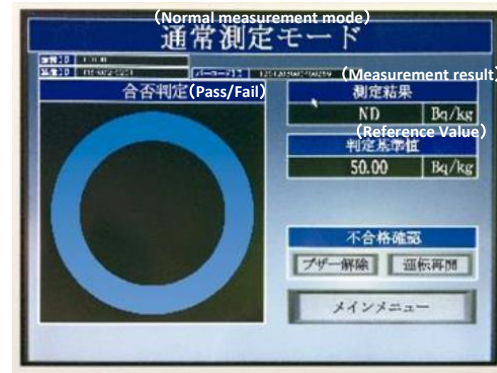 (Normal measurement mode)
通常測定モード
(Measurement result)
合否判定(Pass/Fail)
測定結果
ND Bq/kg
(Reference Value)
判定基準値
50.00 Bq/kg
不合格確認
ブザー解除 運転再開
メインメニュー